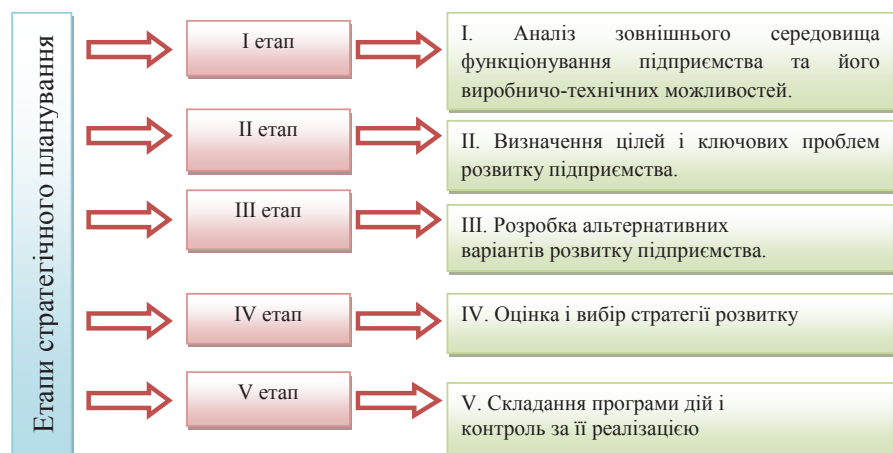 Етапи стратегічного планування
I етап
I. Аналіз зовнішнього середовища
функціонування підприємства та його
виробничо-технічних можливостей.
II етап
II. Визначення цілей і ключових проблем
розвитку підприємства.
III етап
III. Розробка альтернативних
варіантів розвитку підприємства.
IV етап
IV. Оцінка і вибір стратегії розвитку
V етап
V. Складання програми дій і
контроль за її реалізацією